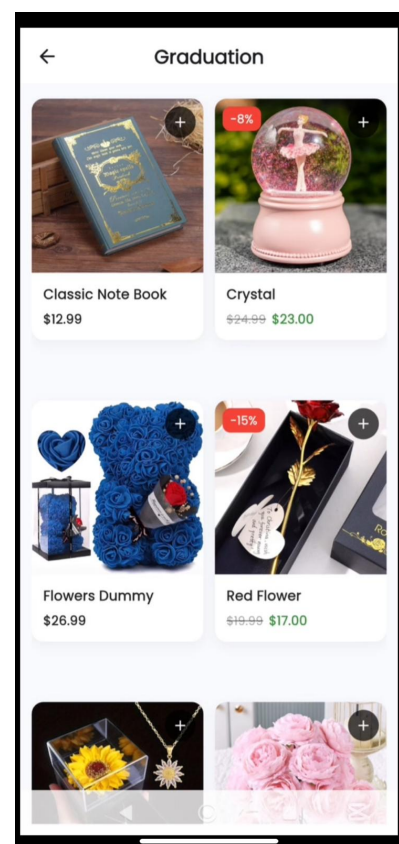 Graduation
-8%
Classic Note Book
$12.99
Crystal
$24.99 $23.00
-15%
Flowers Dummy
$26.99
Red Flower
$19.99 $17.00